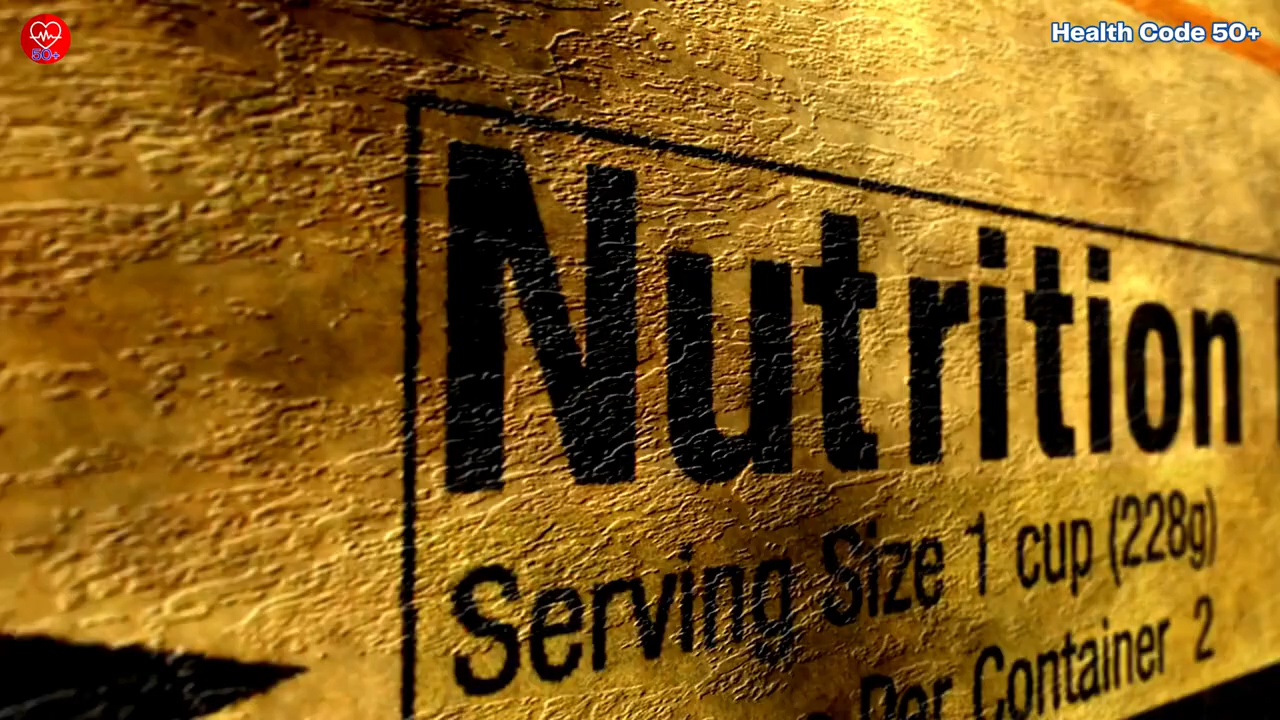 50+
Health Code 50+
Nutrition
Serving Size 1 cup (228g)
Per Container 2